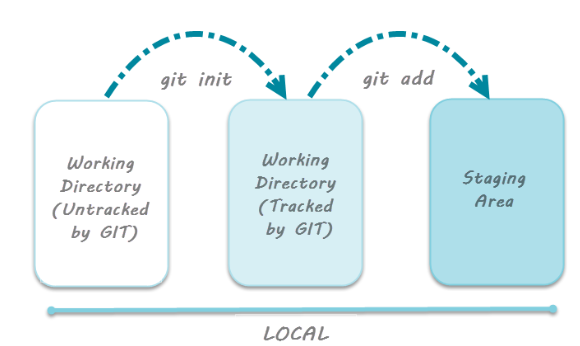 git init
git add
Working
Directory
(Untracked
by GIT)
Working
Directory
(Tracked
by GIT)
Staging
Area
LOCAL